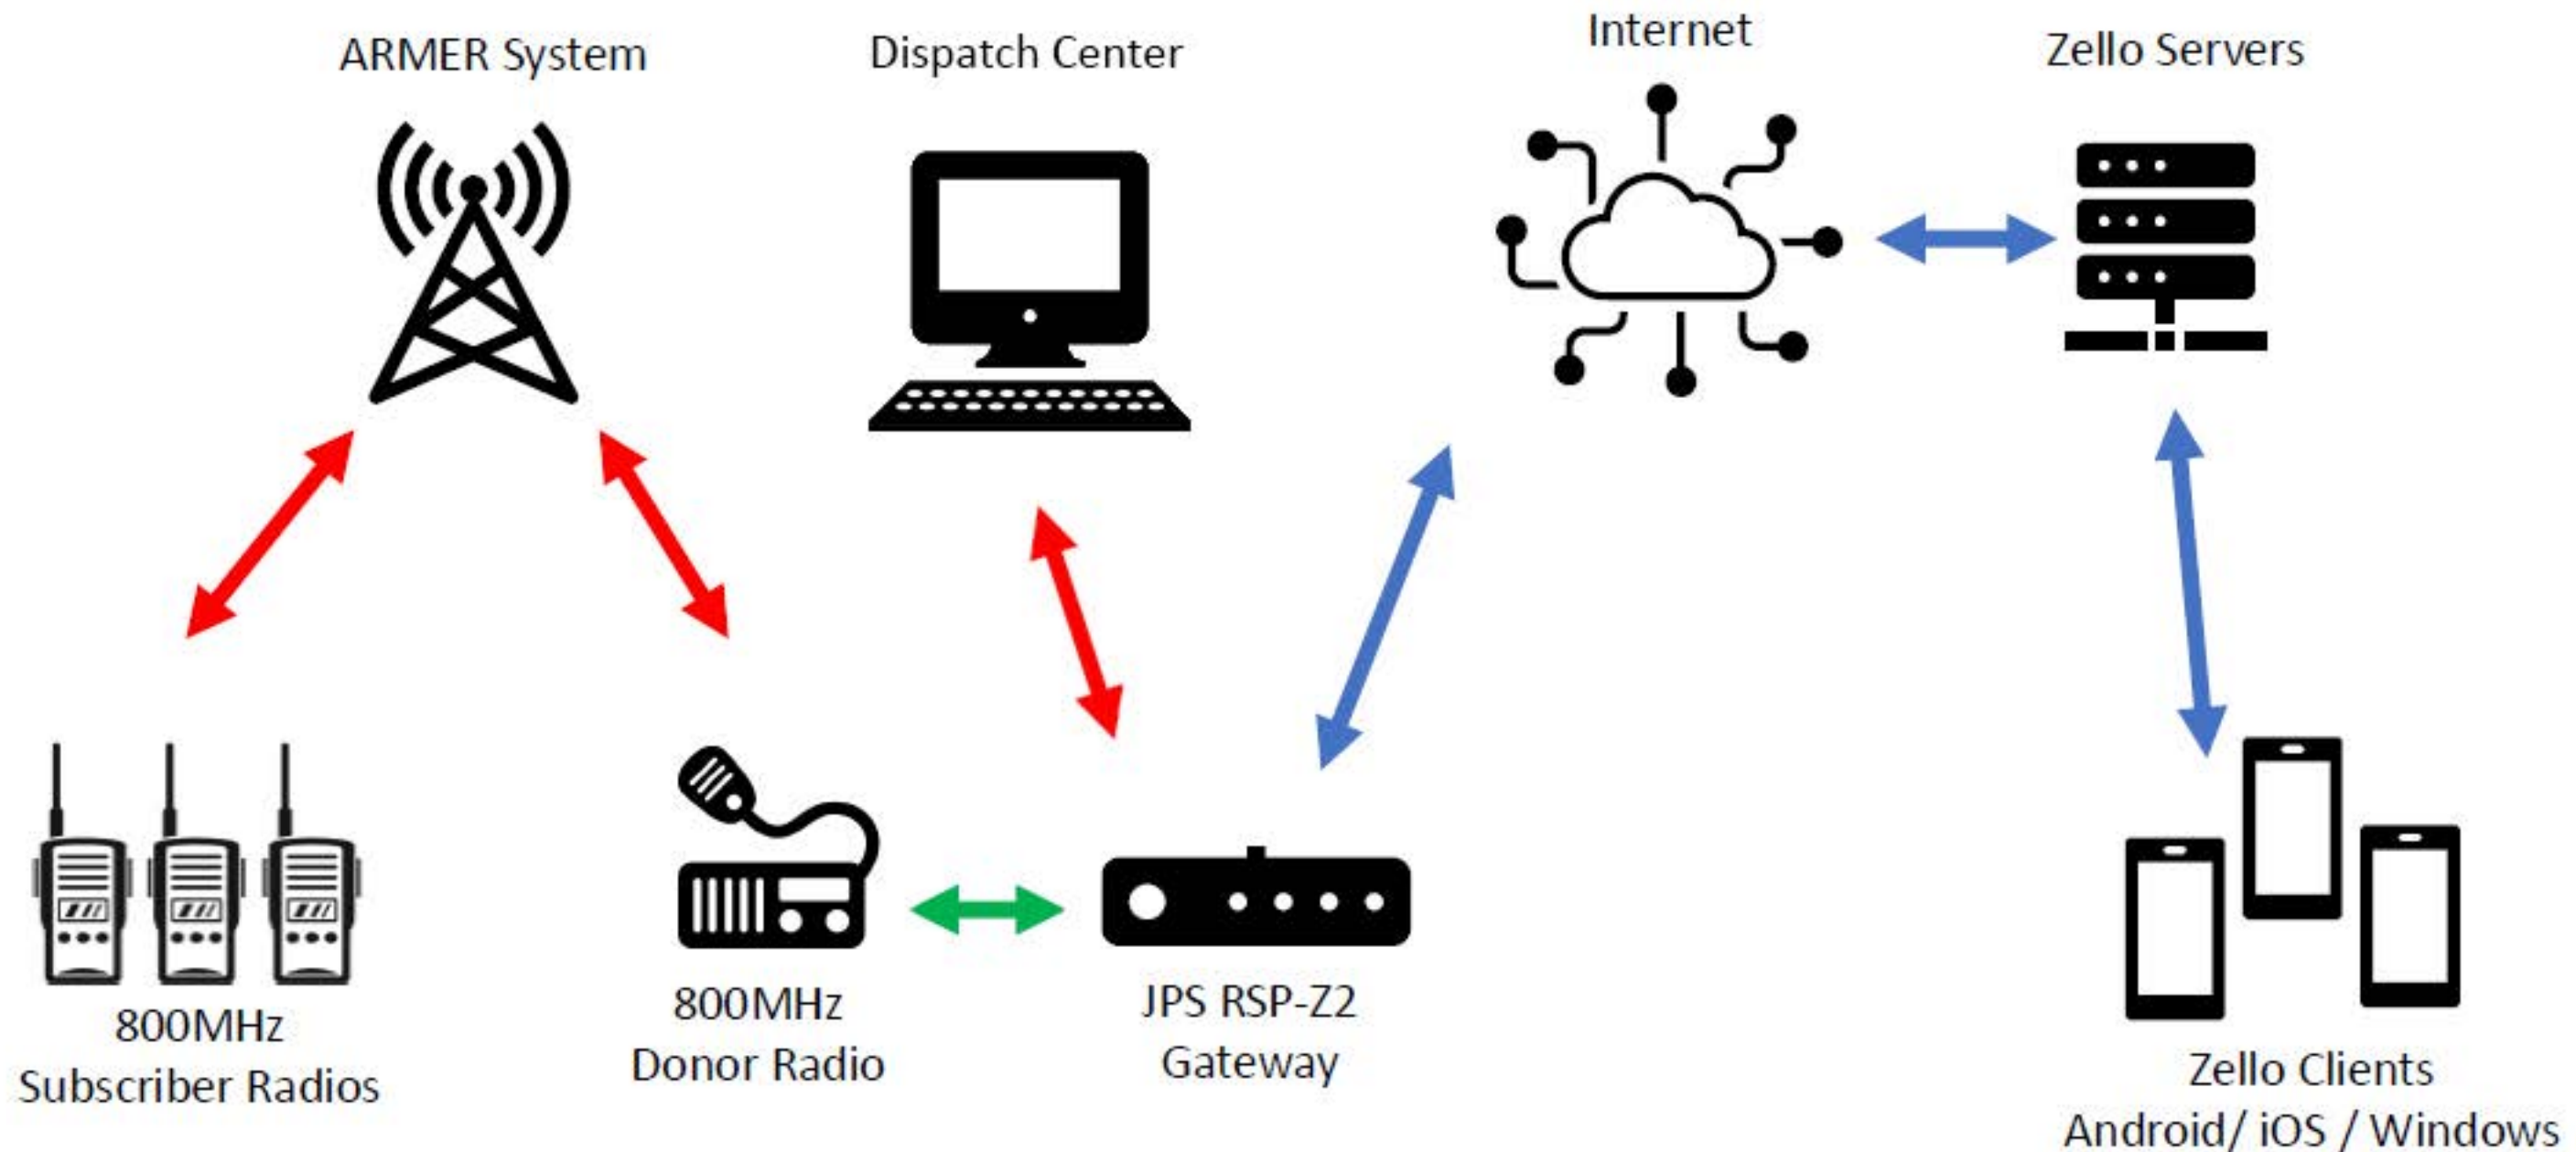 ARMER System
Dispatch Center
Internet
Zello Servers
800MHz
Subscriber Radios
800MHz
Donor Radio
JPS RSP-Z2
Gateway
Zello Clients
Android/ iOS / Windows